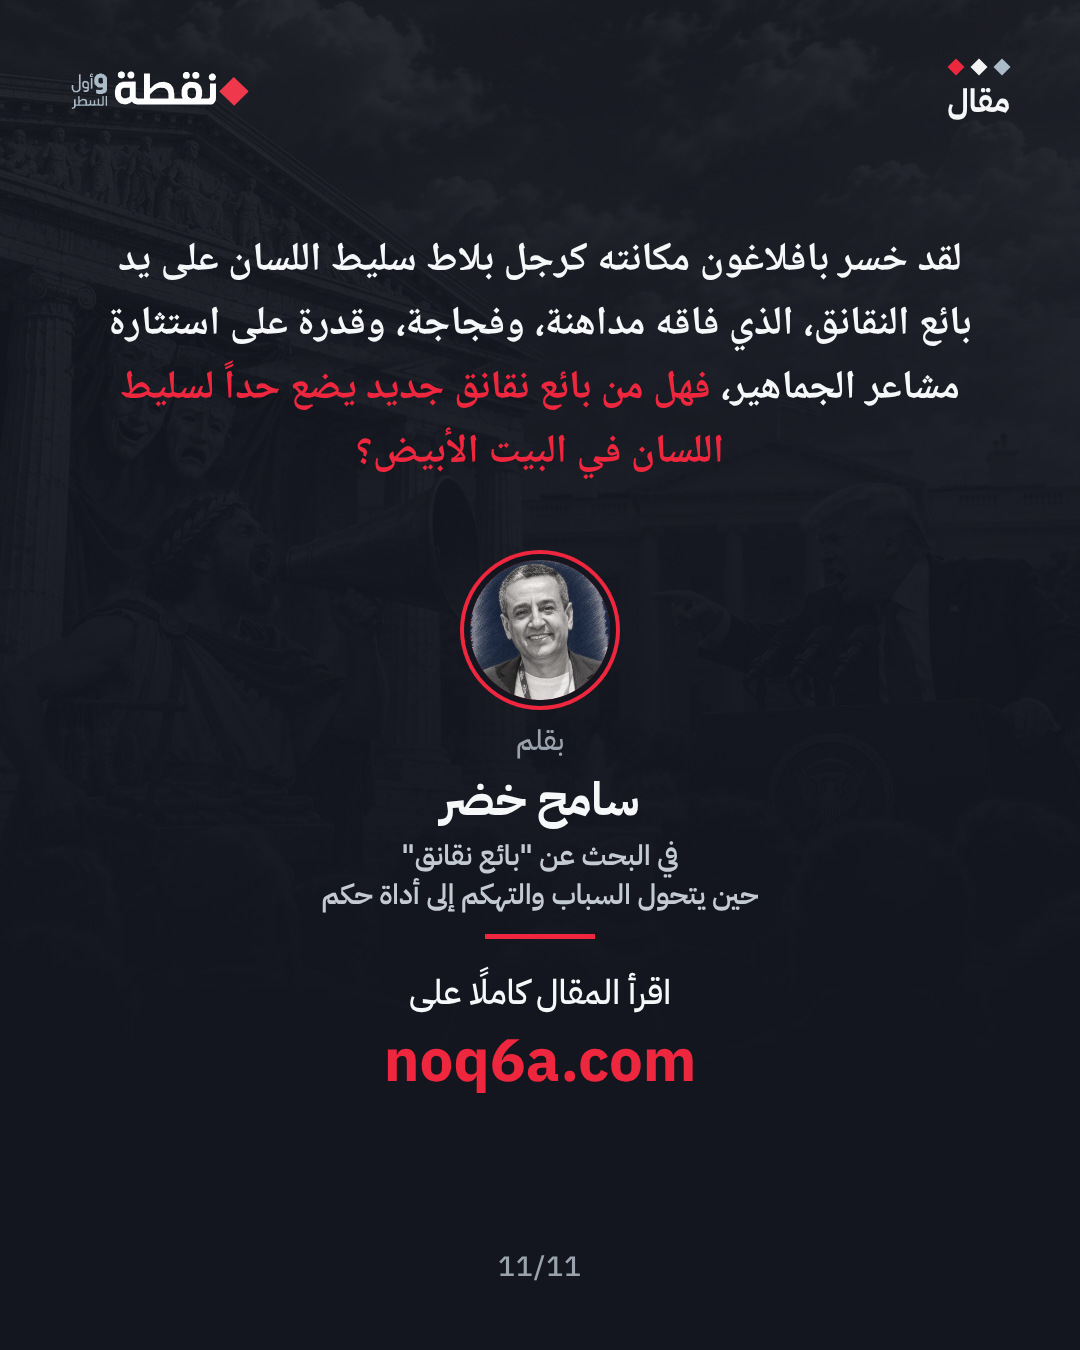 مقال
نقطة وأول السطر
لقد خسر بافلاغون مكانته كرجل بلاط سليط اللسان على يد
بائع النقانق، الذي فاقه مداهنة، وفجاجة، وقدرة على استثارة
مشاعر الجماهير، فهل من بائع نقانق جديد يضع حداً لسليط
اللسان في البيت الأبيض؟
بقلم
سامح خضر
في البحث عن "بائع نقانق"
حين يتحول السباب والتهكم إلى أداة حكم
اقرأ المقال كاملًا على
noq6a.com
11/11